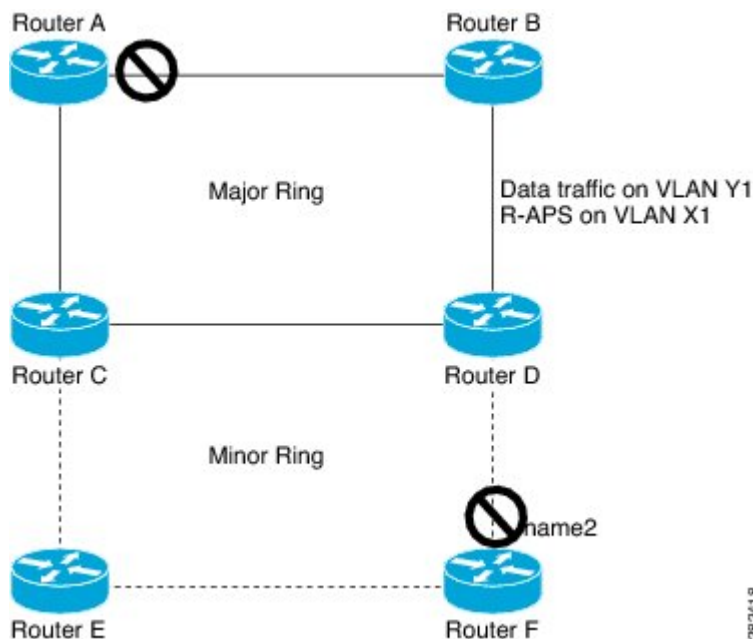 Router A
Router B
Major Ring
Data traffic on VLAN Y1
R-APS on VLAN X1
Router C
Router D
Minor Ring
name2
Router E
Router F